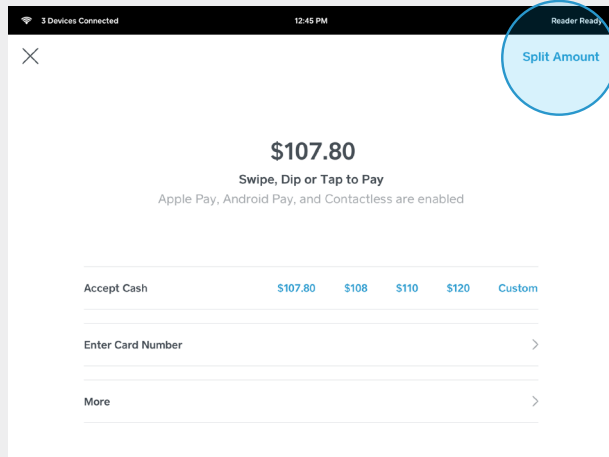 3 Devices Connected 12:45 PM Reader Ready
Split Amount
$107.80
Swipe, Dip or Tap to Pay
Apple Pay, Android Pay, and Contactless are enabled
Accept Cash $107.80 $108 $110 $120 Custom
Enter Card Number
More